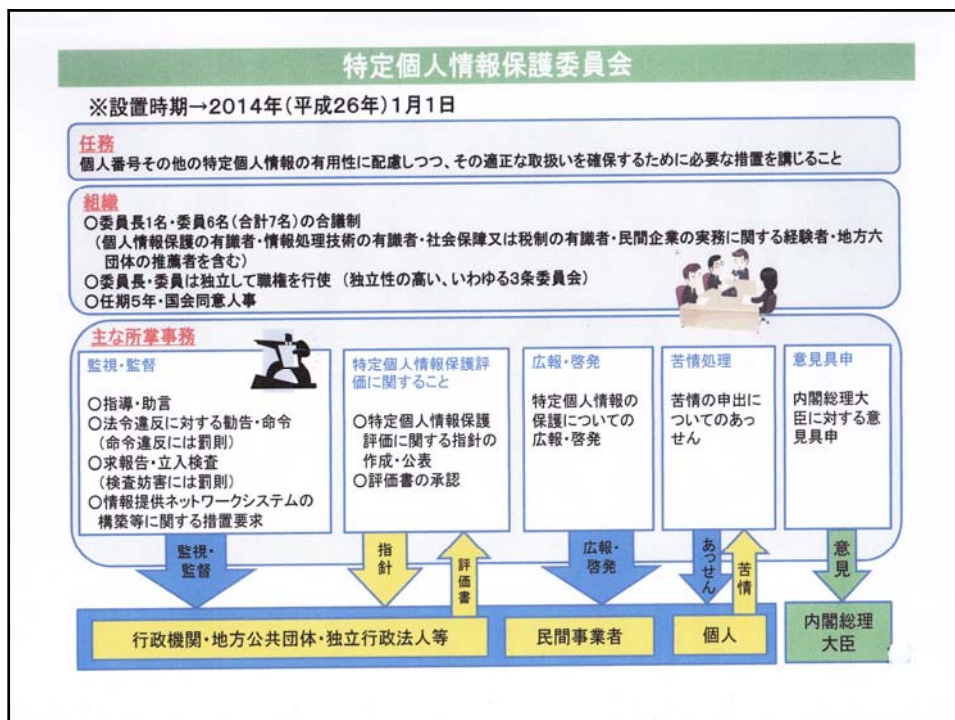 特定個人情報保護委員会
※設置時期→2014年(平成26年)1月1日
任務
個人番号その他の特定個人情報の有用性に配慮しつつ、その適正な取扱いを確保するために必要な措置を講じること
組織
○委員長1名・委員6名(合計7名)の合議制
(個人情報保護の有識者・情報処理技術の有識者・社会保障又は税制の有識者・民間企業の実務に関する経験者・地方六
団体の推薦者を含む)
○委員長・委員は独立して職権を行使 (独立性の高い、いわゆる3条委員会)
○任期5年・国会同意人事
主な所掌事務
監視・監督
○指導・助言
○法令違反に対する勧告・命令
(命令違反には罰則)
○求報告・立入検査
(検査妨害には罰則)
○情報提供ネットワークシステムの
構築等に関する措置要求
特定個人情報保護評
価に関すること
○特定個人情報保護
評価に関する指針の
作成・公表
○評価書の承認
広報・啓発
特定個人情報の
保護についての
広報・啓発
苦情処理
苦情の申出に
ついてのあっ
せん
意見具申
内閣総理大
臣に対する意
見具申
監視・
監督
指針
評価書
広報・
啓発
あっせん
苦情
意見
行政機関・地方公共団体・独立行政法人等
民間事業者
個人
内閣総理
大臣